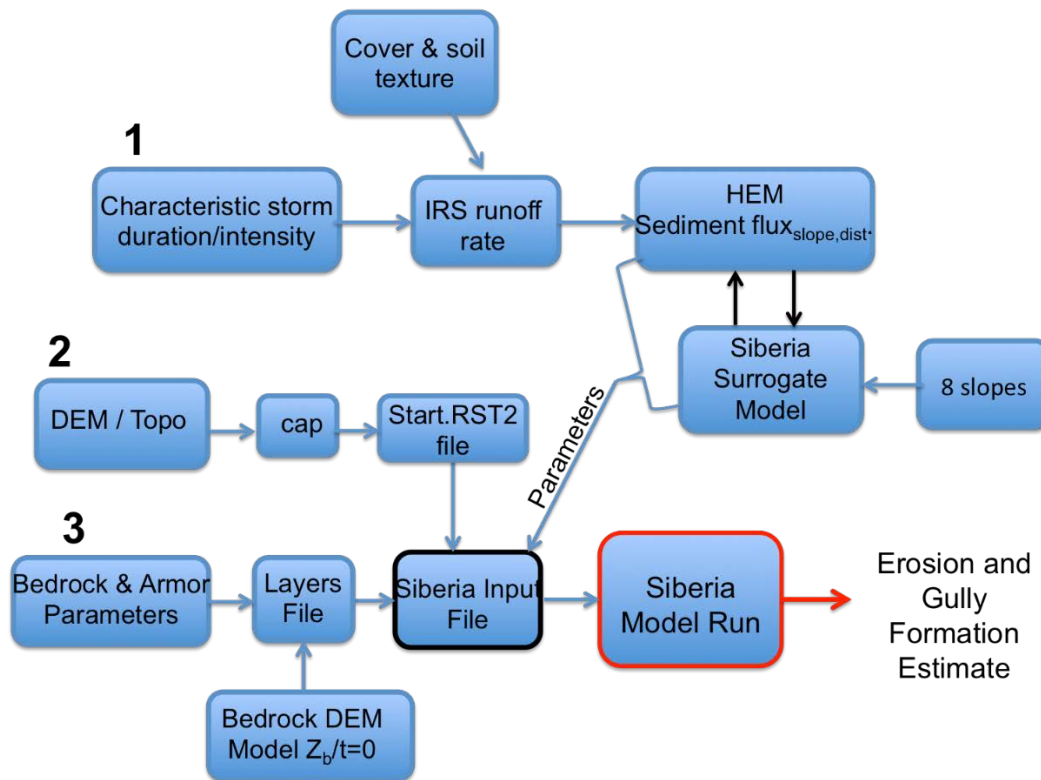 Cover & soil
texture
1
Characteristic storm
duration/intensity
IRS runoff
rate
HEM
Sediment flux slope,dist.
2
DEM / Topo
cap
Start.RST2
file
Siberia
Surrogate
Model
8 slopes
Parameters
3
Bedrock & Armor
Parameters
Layers
File
Siberia Input
File
Siberia
Model Run
Erosion and
Gully
Formation
Estimate
Bedrock DEM
Model Zb/t=0